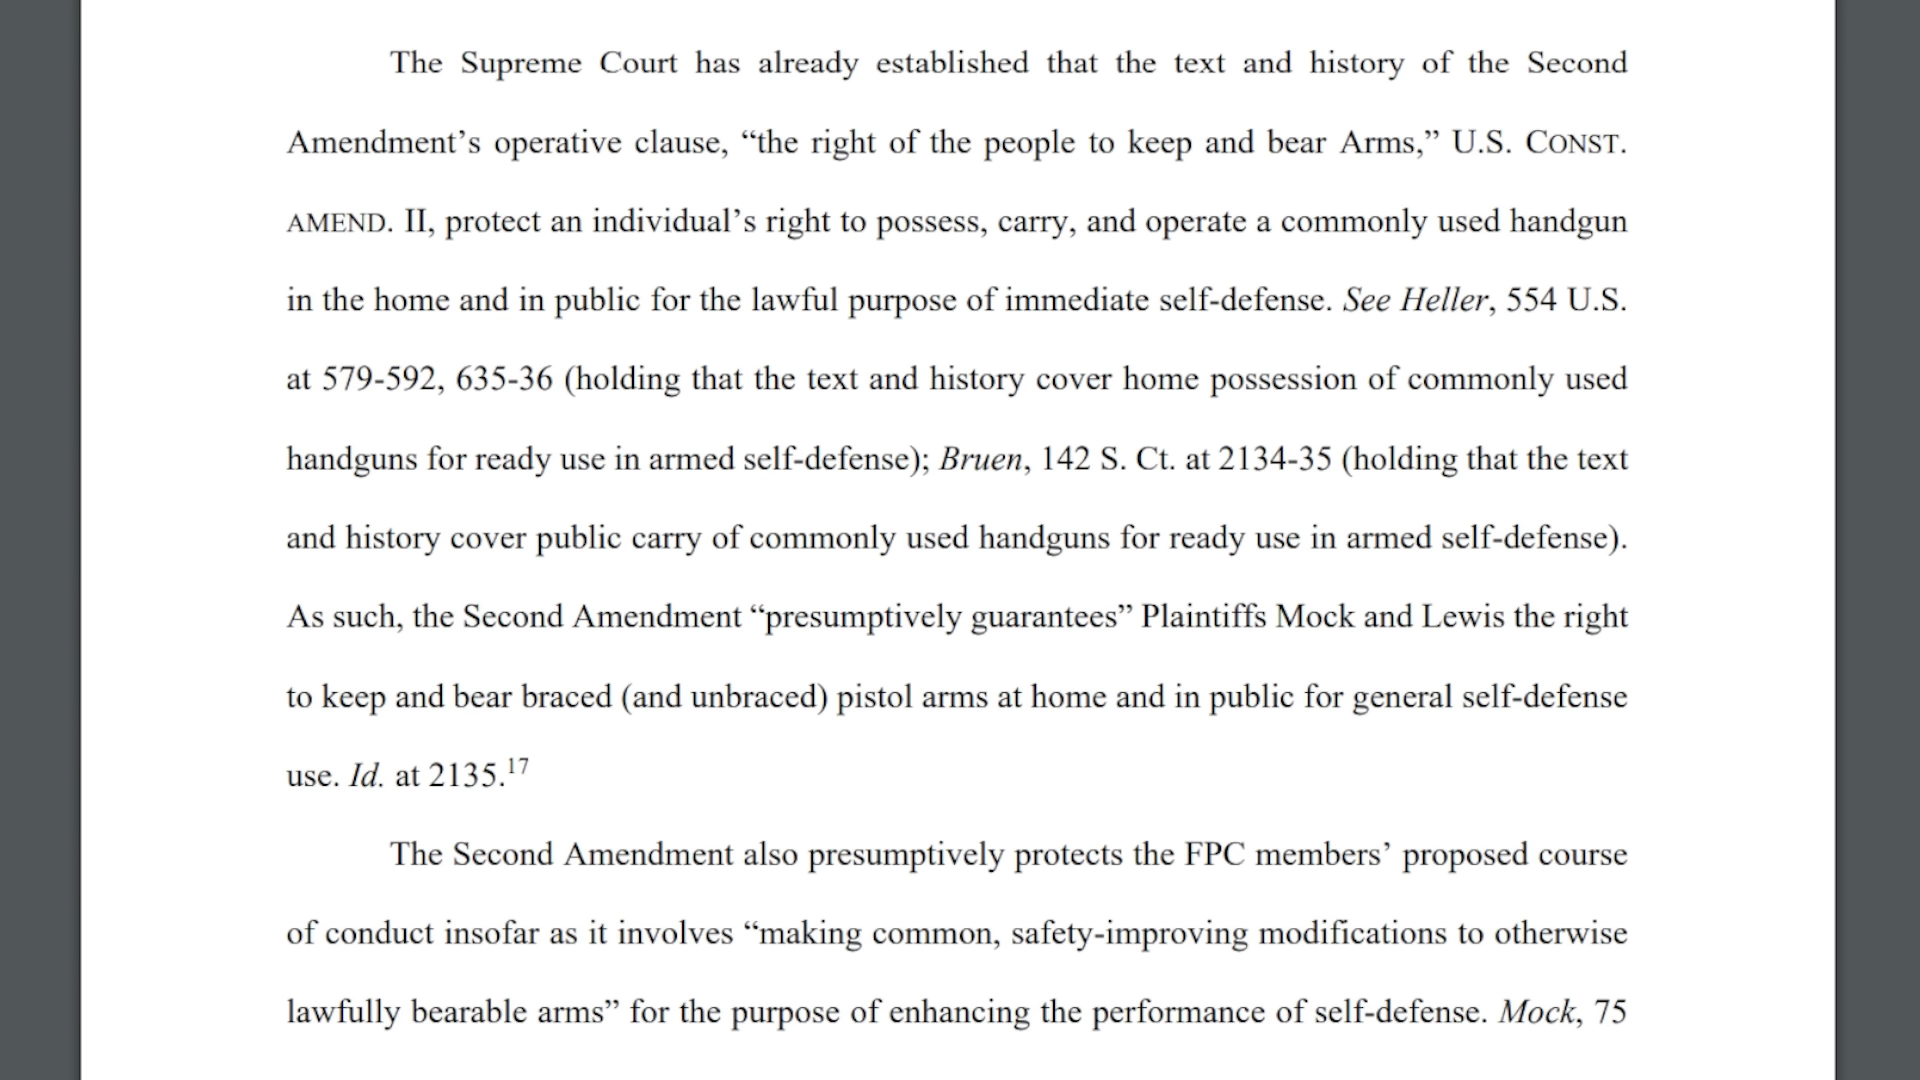 The Supreme Court has already established that the text and history of the Second
Amendment’s operative clause, “the right of the people to keep and bear Arms,” U.S. CONST.
AMEND. II, protect an individual’s right to possess, carry, and operate a commonly used handgun
in the home and in public for the lawful purpose of immediate self-defense. See Heller, 554 U.S.
at 579-592, 635-36 (holding that the text and history cover home possession of commonly used
handguns for ready use in armed self-defense); Bruen, 142 S. Ct. at 2134-35 (holding that the text
and history cover public carry of commonly used handguns for ready use in armed self-defense).
As such, the Second Amendment “presumptively guarantees” Plaintiffs Mock and Lewis the right
to keep and bear braced (and unbraced) pistol arms at home and in public for general self-defense
use. Id. at 2135.17
The Second Amendment also presumptively protects the FPC members’ proposed course
of conduct insofar as it involves “making common, safety-improving modifications to otherwise
lawfully bearable arms” for the purpose of enhancing the performance of self-defense. Mock, 75